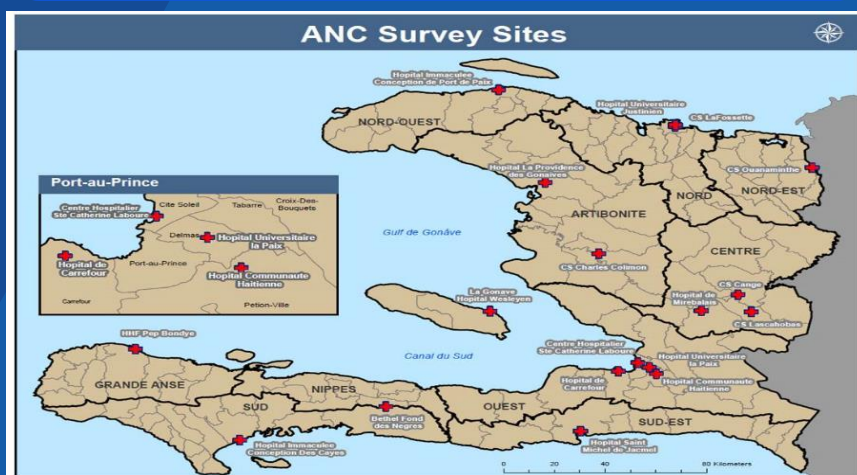 ANC Survey Sites
Hopital Immaculee
Conception de Port de Paix
NORD-OUEST
Hopital Universitaire
Justinien
CS LaFossette
CS Ouanaminthe
NORD
NORD-EST
Hopital La Providence
des Gonaives
ARTIBONITE
CENTRE
CS Charles Colimon
CS Cange
Hopital de
Mirebalais
CS Lascahobas
Gulf de Gonâve
La Gonave
Hopital Wesleyen
Canal du Sud
Port-au-Prince
Centre Hospitalier
Ste Catherine Laboure
Cite Soleil
Tabarre
Croix-Des-
Bouquets
Delmas
Hopital Universitaire
la Paix
Hopital de
Carrefour
Port-au-Prince
Hopital Communaute
Haitienne
Carrefour
Petion-Ville
HHF Pep Bondye
GRANDE ANSE
NIPPES
SUD
Bethel Fond
des Negres
Hopital Immaculee
Conception Des Cayes
Centre Hospitalier
Ste Catherine Laboure
Hopital Universitaire
la Paix
Hopital de
Carrefour
Hopital Communaute
Haitienne
OUEST
SUD-EST
Hopital Saint
Michel de Jacmel
0 20 40 80 Kilometers